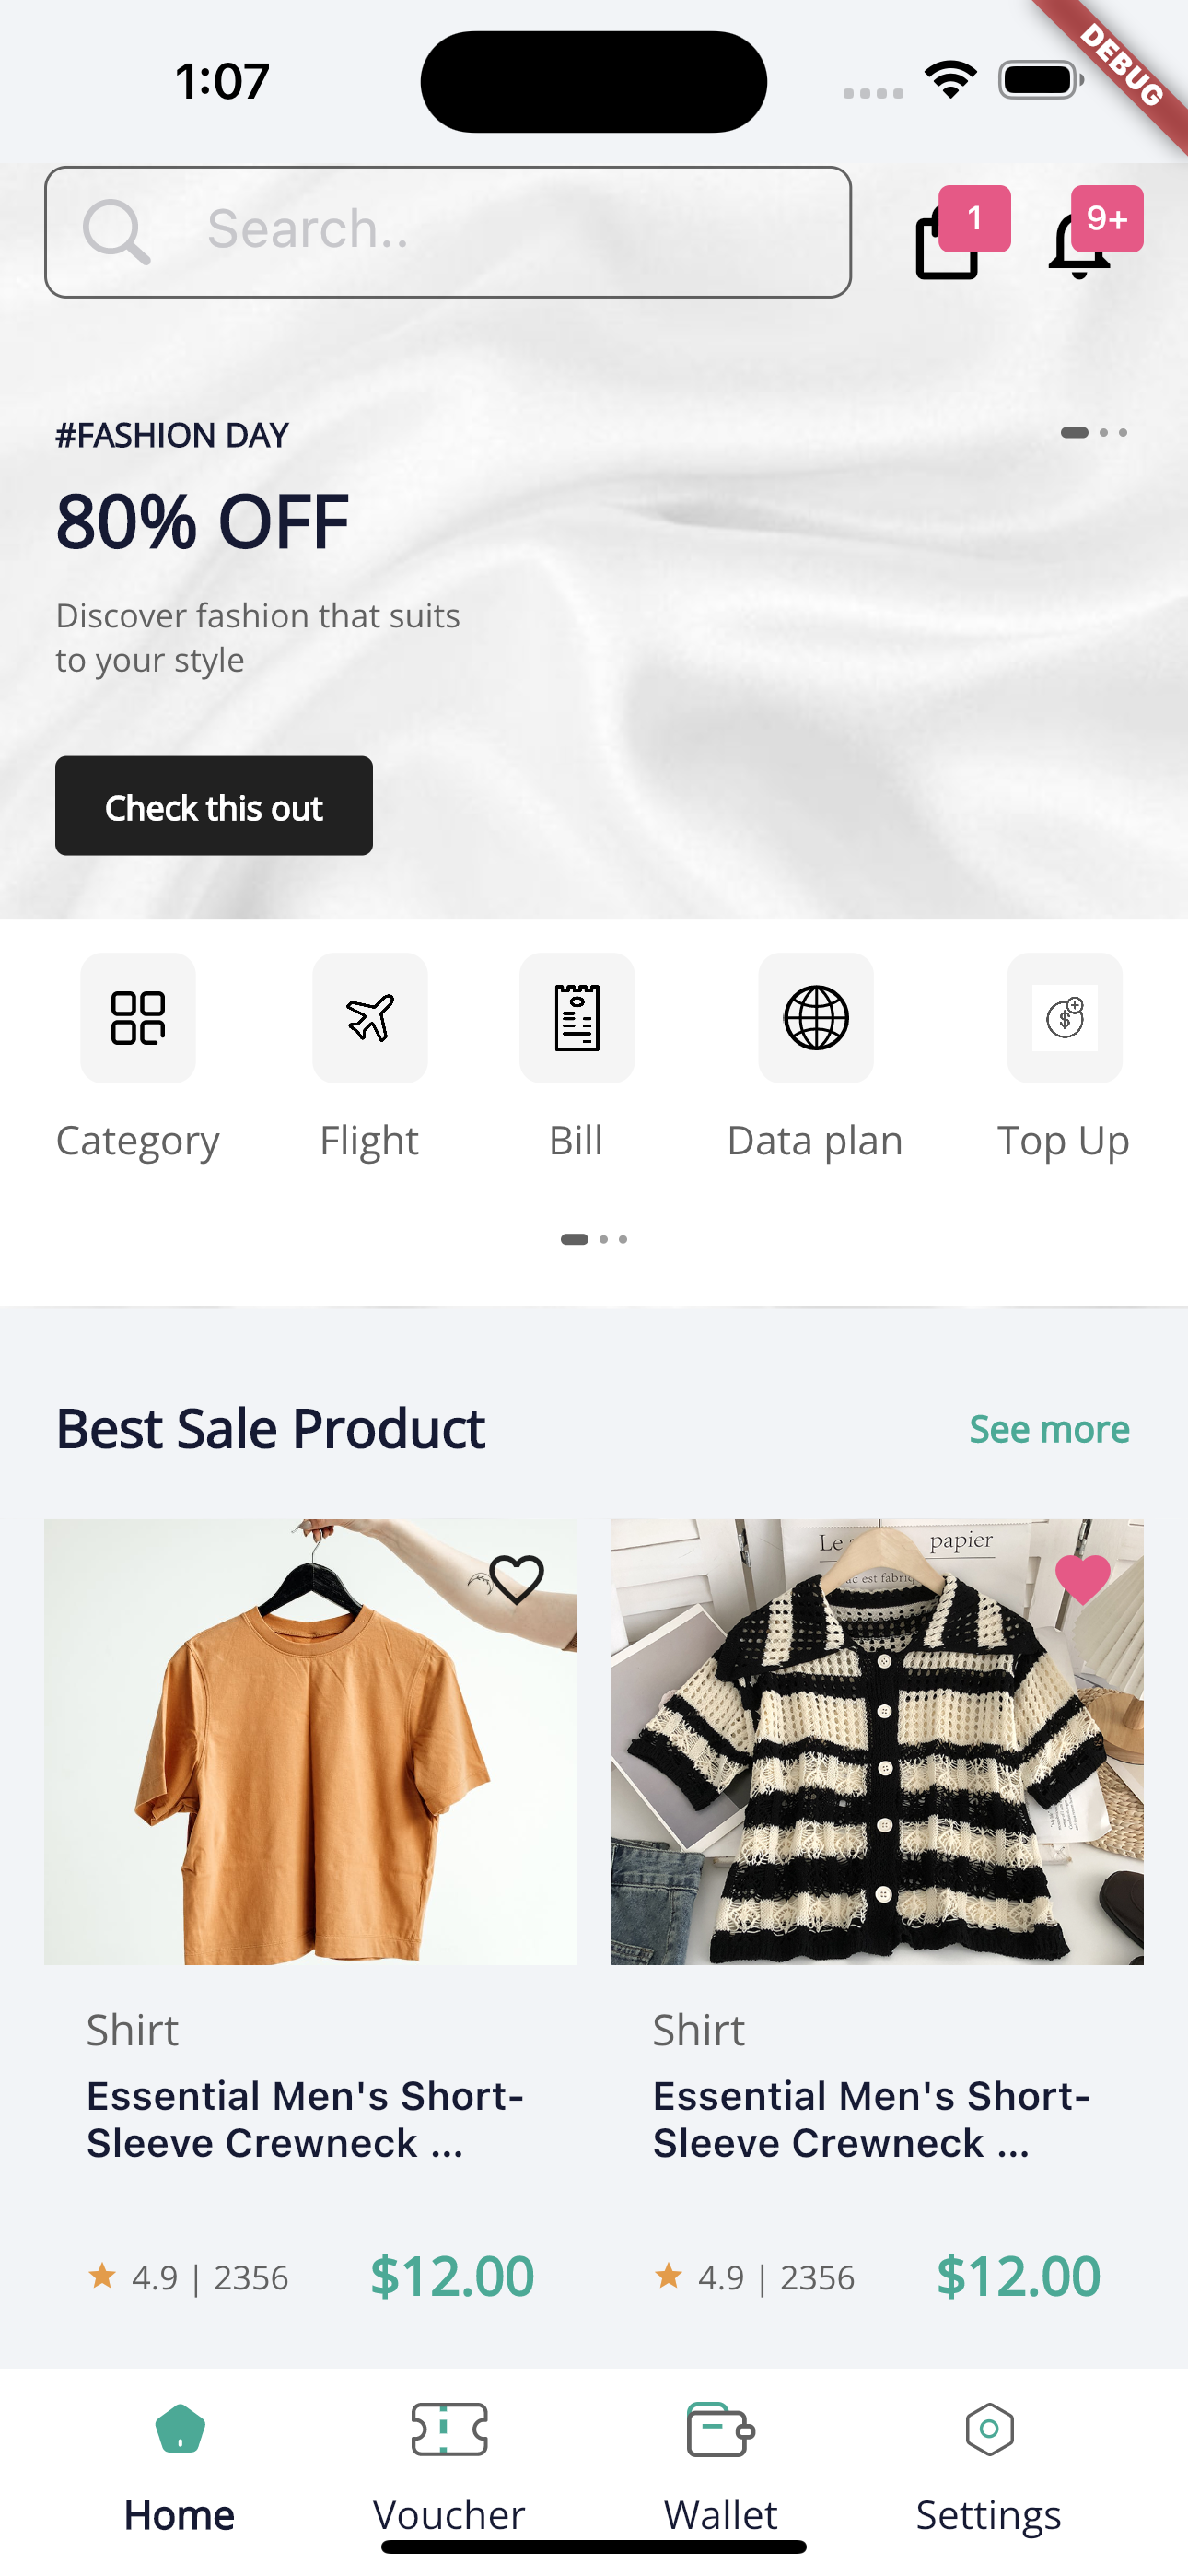 1:07
DEBUG
Search..
1
9+
#FASHION DAY
80% OFF
Discover fashion that suits
to your style
Check this out
Category
Flight
Bill
Data plan
Top Up
Best Sale Product
See more
papier
Shirt
Essential Men's Short-
Sleeve Crewneck ...
4.9 | 2356
$12.00
Shirt
Essential Men's Short-
Sleeve Crewneck ...
4.9 | 2356
$12.00
Home
Voucher
Wallet
Settings